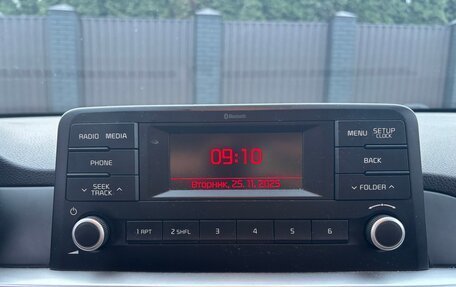 Bluetooth
RADIO MEDIA
MENU SETUP
CLOCK
09:10
PHONE
BACK
Вторник, 25. 11. 2025
SEEK
TRACK
FOLDER
1 RPT 2 SHFL 3 4 5 6